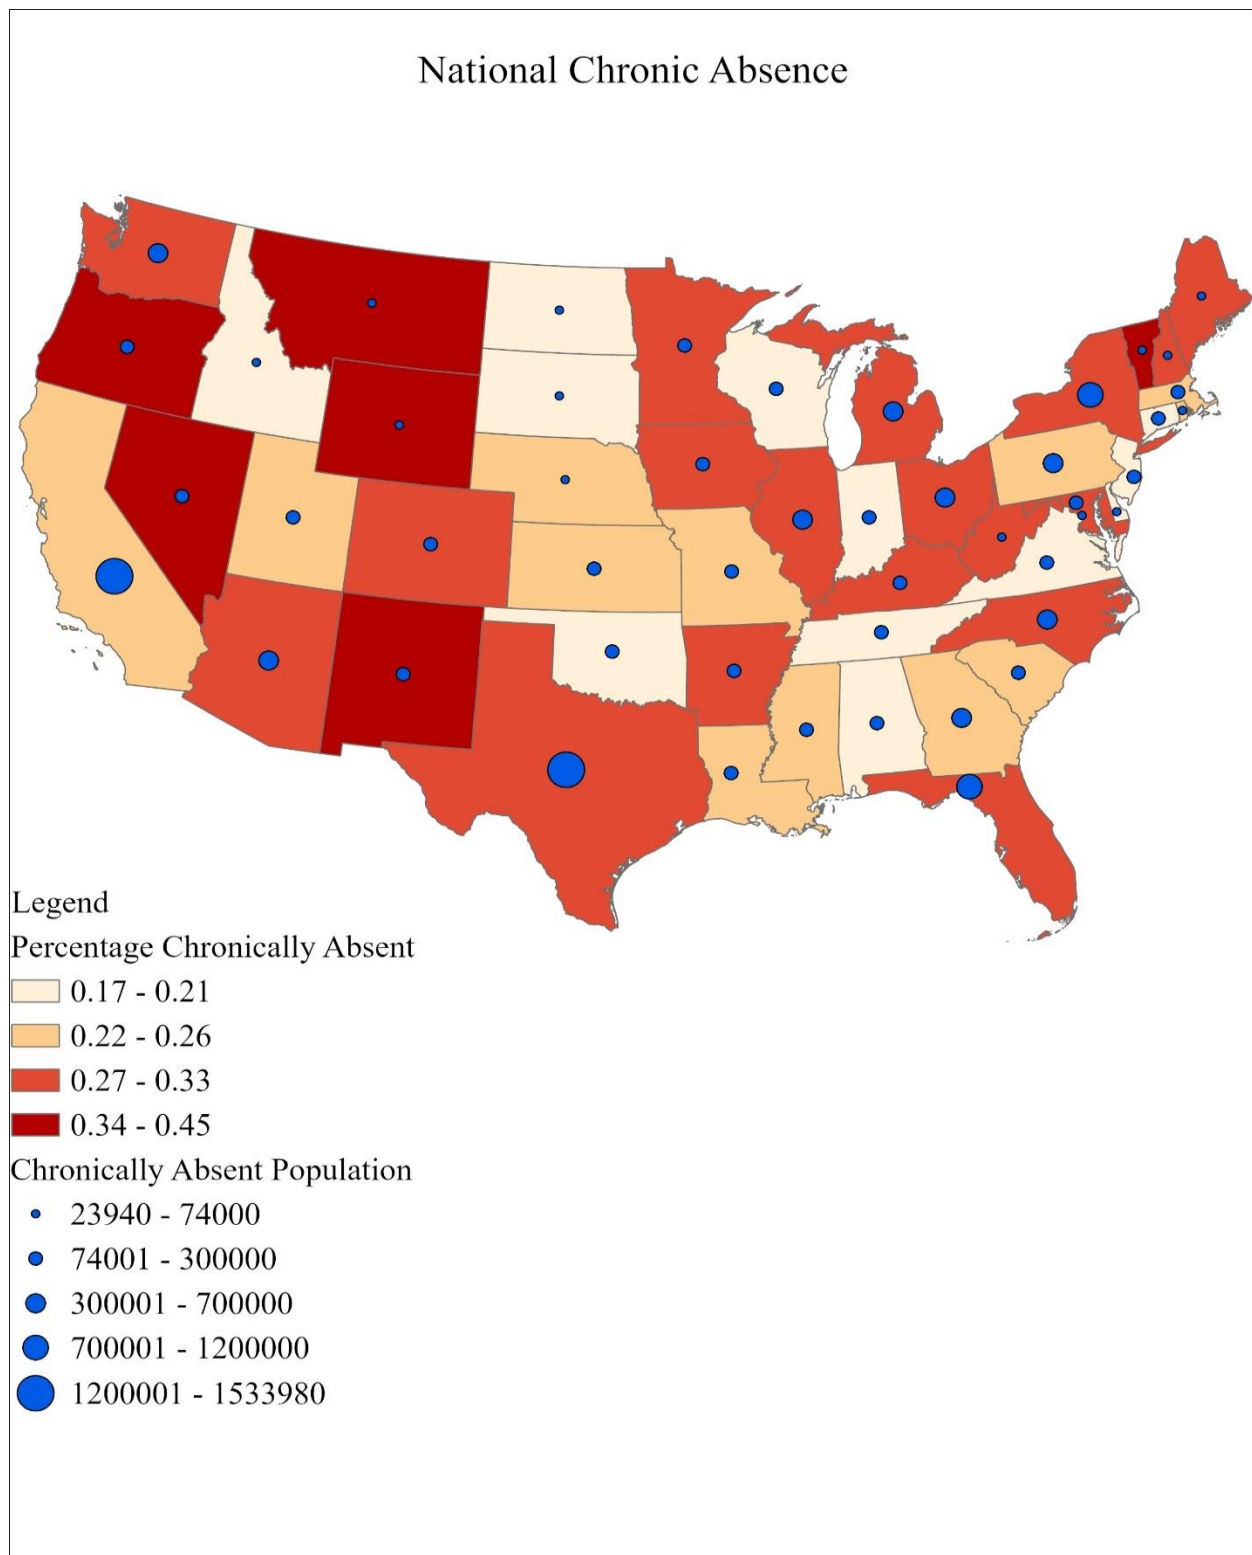 National Chronic Absence
Legend
Percentage Chronically Absent
0.17 - 0.21
0.22 - 0.26
0.27 - 0.33
0.34 - 0.45
Chronically Absent Population
23940 - 74000
74001 - 300000
300001 - 700000
700001 - 1200000
1200001 - 1533980